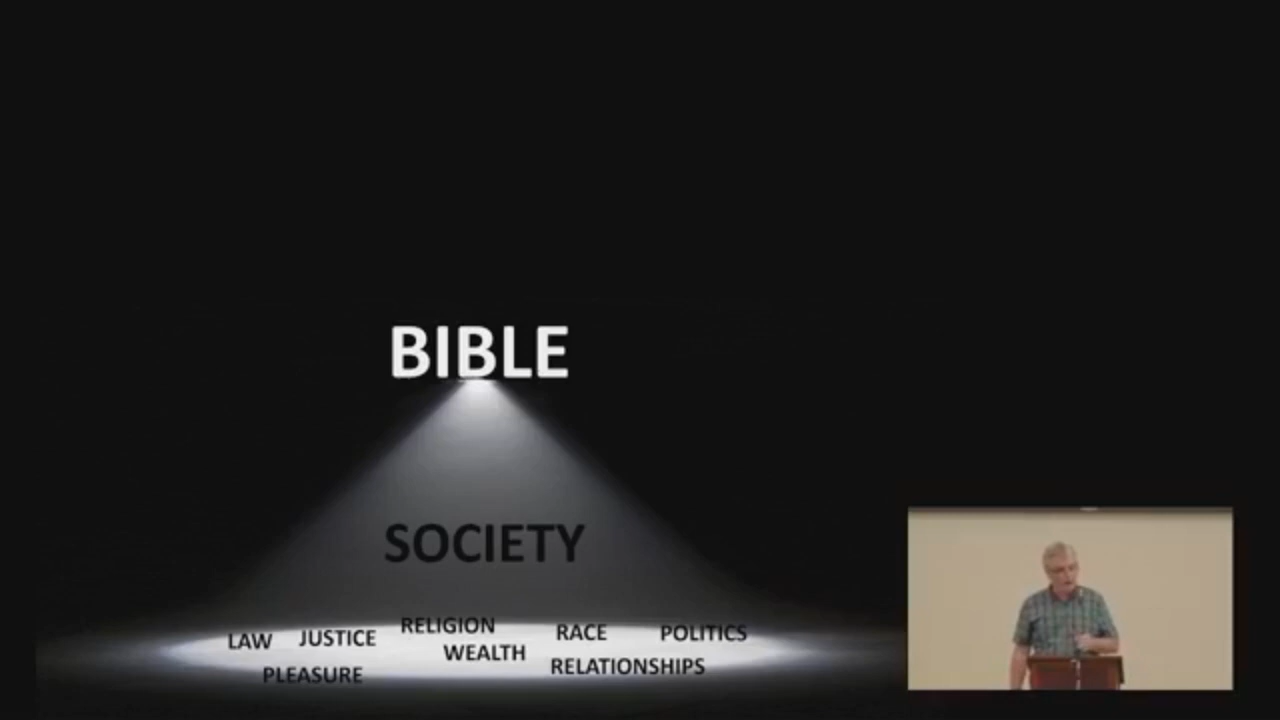 BIBLE
SOCIETY
LAW JUSTICE RELIGION RACE POLITICS
WEALTH
PLEASURE RELATIONSHIPS